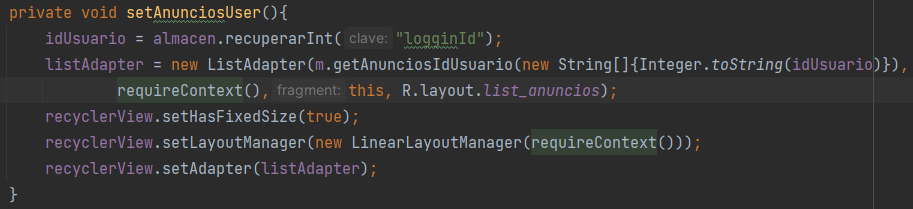 private void setAnunciosUser(){
idUsuario = almacen.recuperarInt( clave: "logginId");
listAdapter = new ListAdapter(m.getAnunciosIdUsuario(new String[]{Integer.toString(idUsuario)}),
requireContext(), fragment: this, R.layout.list_anuncios);
recyclerView.setHasFixedSize(true);
recyclerView.setLayoutManager(new LinearLayoutManager(requireContext()));
recyclerView.setAdapter(listAdapter);
}